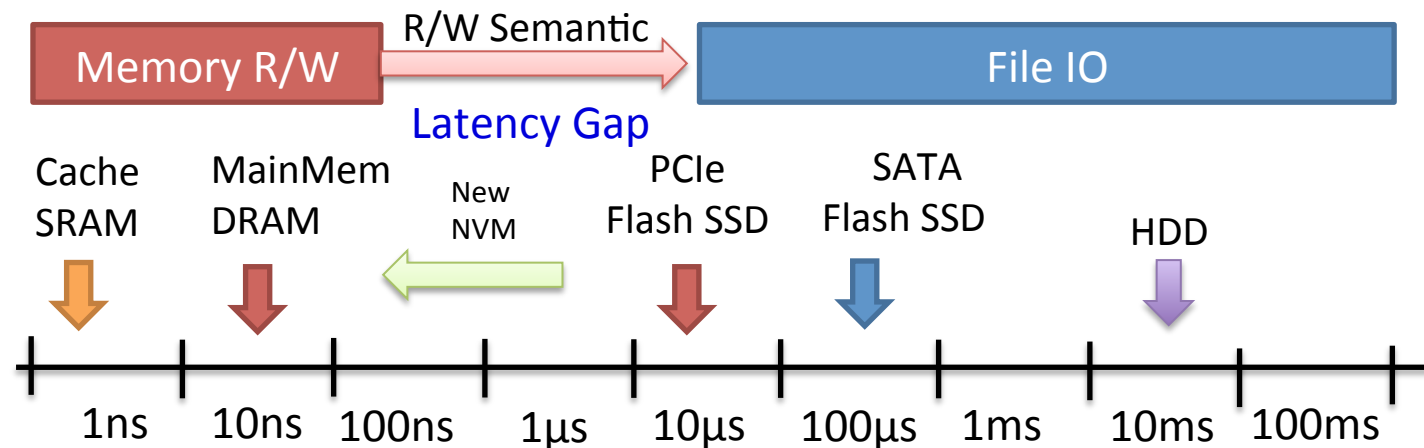 R/W Semantic
Memory R/W
File IO
Latency Gap
Cache
SRAM
MainMem
DRAM
New
NVM
PCIe
Flash SSD
SATA
Flash SSD
HDD
1ns 10ns 100ns 1μs 10μs 100μs 1ms 10ms 100ms